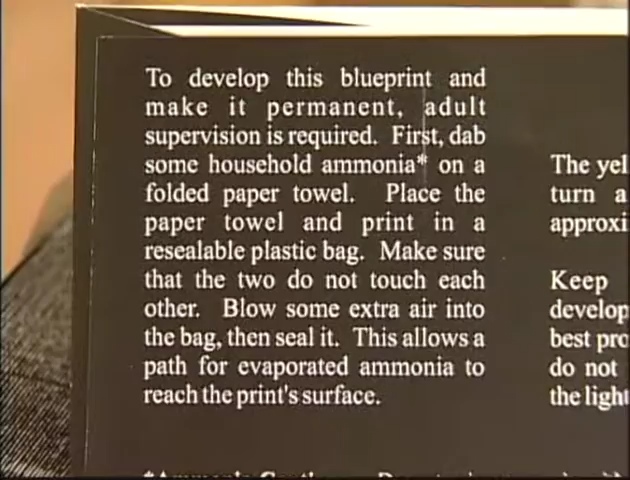 To develop this blueprint and
make it permanent, adult
supervision is required. First, dab
some household ammonia* on a
folded paper towel. Place the
paper towel and print in a
resealable plastic bag. Make sure
that the two do not touch each
other. Blow some extra air into
the bag, then seal it. This allows a
path for evaporated ammonia to
reach the print's surface.
The yel
turn a
approxi
Keep
develop
best pro
do not
the light